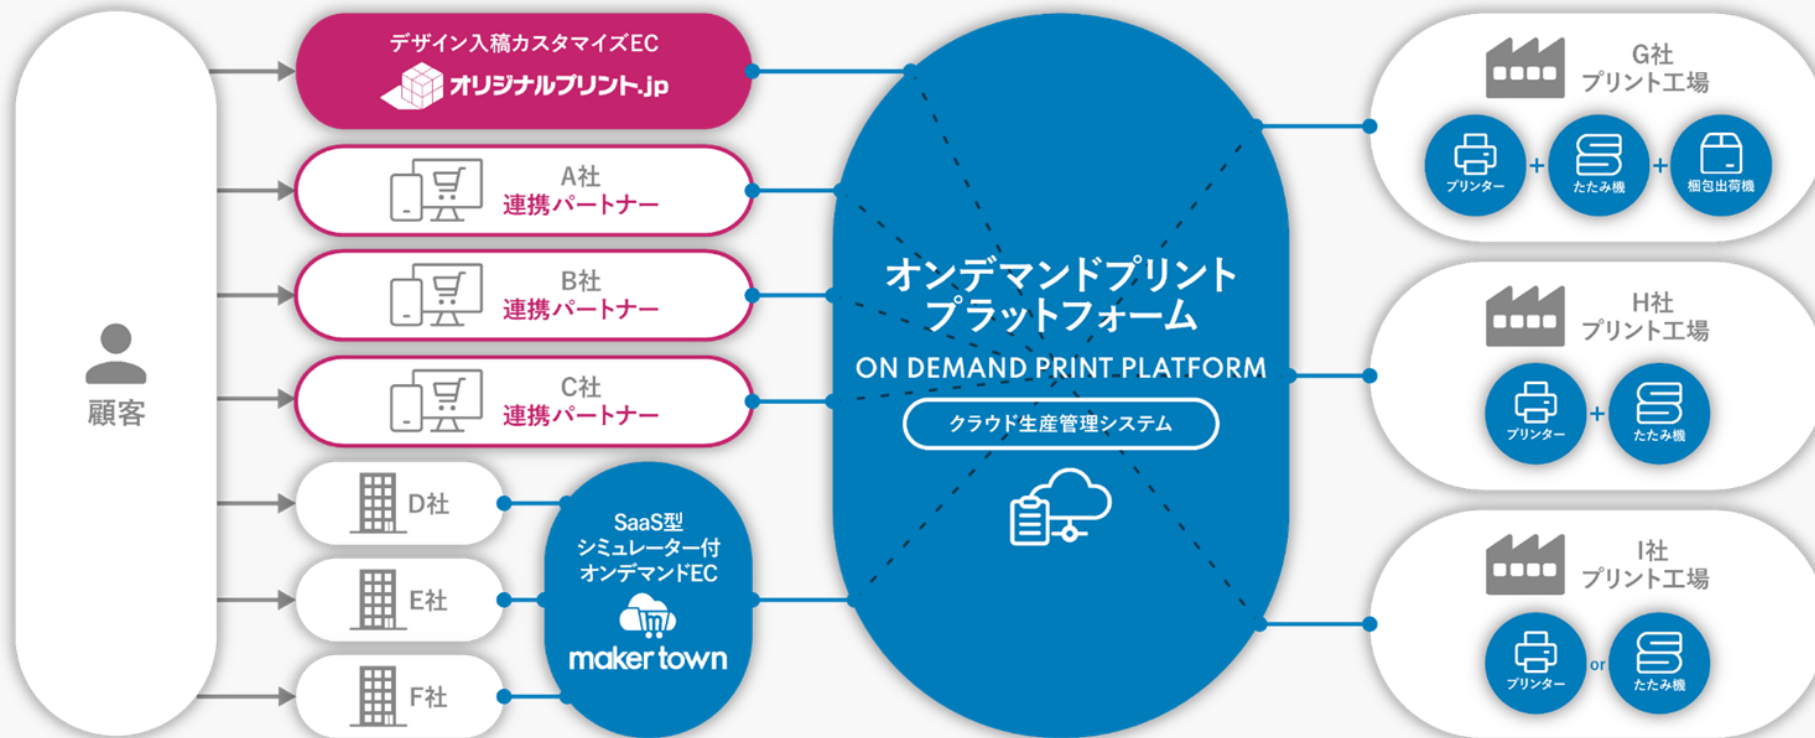 顧客
デザイン入稿カスタマイズEC
オリジナルプリント.jp
A社
連携パートナー
B社
連携パートナー
C社
連携パートナー
D社
E社
F社
SaaS型
シミュレーター付
オンデマンドEC
m
maker town
オンデマンドプリント
プラットフォーム
ON DEMAND PRINT PLATFORM
クラウド生産管理システム
G社
プリント工場
プリンター + たたみ機 + 梱包出荷機
H社
プリント工場
プリンター + たたみ機
I社
プリント工場
プリンター or たたみ機